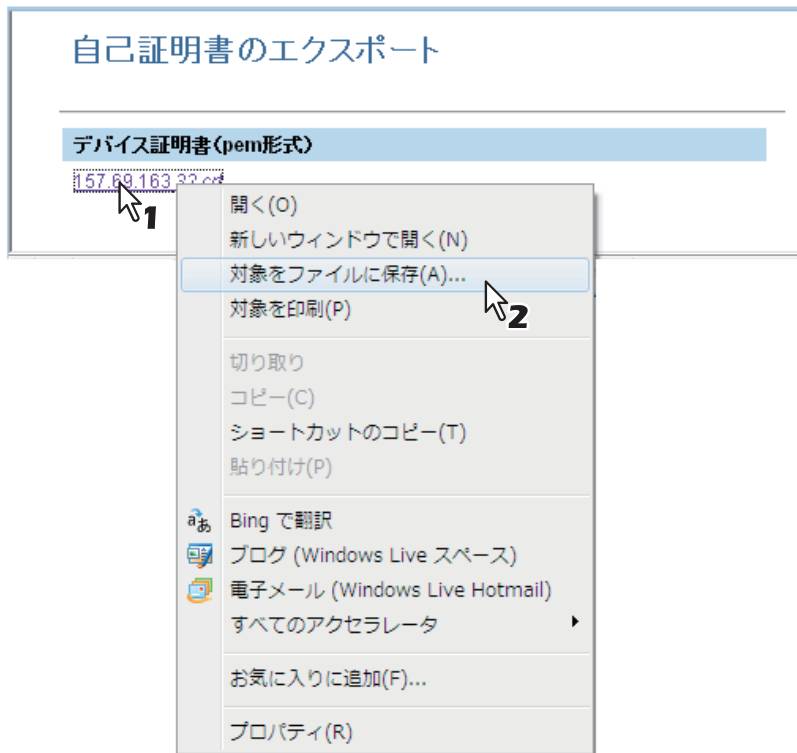 自己証明書のエクスポート
デバイス証明書(pem形式)
157.69.163
1
開く(O)
新しいウィンドウで開く(N)
対象をファイルに保存(A)...
2
対象を印刷(P)
切り取り
コピー(C)
ショートカットのコピー(T)
貼り付け(P)
Bing で翻訳
ブログ (Windows Live スペース)
電子メール (Windows Live Hotmail)
すべてのアクセラレータ
お気に入りに追加(F)...
プロパティ(R)